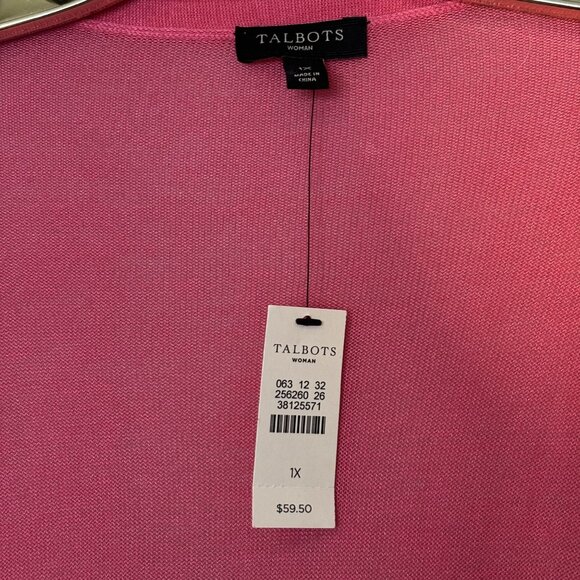 TALBOTS
WOMAN
1X
MADE IN
CHINA
TALBOTS
WOMAN
063 12 32
256260 26
38125571
1X
$59.50